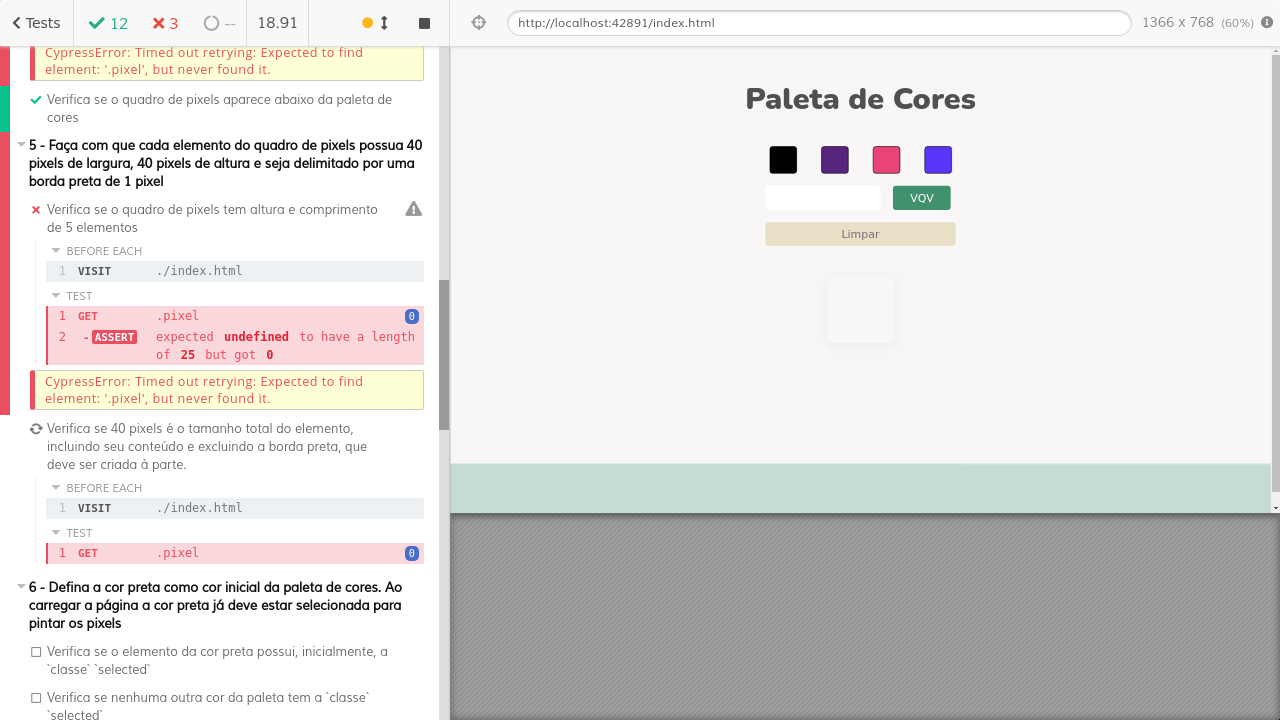 Tests 12 3 -- 18.91
http://localhost:42891/index.html 1366 x 768 (60%)
CypressError: Timed out retrying: Expected to find
element: '.pixel', but never found it.
Verifica se o quadro de pixels aparece abaixo da paleta de
cores
5 - Faça com que cada elemento do quadro de pixels possua 40
pixels de largura, 40 pixels de altura e seja delimitado por uma
borda preta de 1 pixel
Verifica se o quadro de pixels tem altura e comprimento
de 5 elementos
BEFORE EACH
1 VISIT ./index.html
TEST
1 GET .pixel 0
2 -ASSERT expected undefined to have a length
of 25 but got 0
CypressError: Timed out retrying: Expected to find
element: '.pixel', but never found it.
Verifica se 40 pixels é o tamanho total do elemento,
incluindo seu conteúdo e excluindo a borda preta, que
deve ser criada à parte.
BEFORE EACH
1 VISIT ./index.html
TEST
1 GET .pixel 0
6 - Defina a cor preta como cor inicial da paleta de cores. Ao
carregar a página a cor preta já deve estar selecionada para
pintar os pixels
Verifica se o elemento da cor preta possui, inicialmente, a
`classe` `selected`
Verifica se nenhuma outra cor da paleta tem a `classe`
`selected`
Paleta de Cores
VQV
Limpar